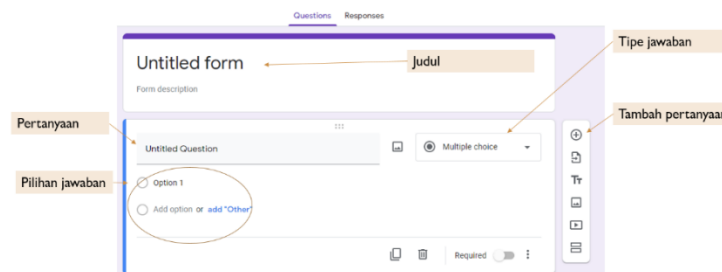 Questions Responses
Tipe jawaban
Untitled form
Judul
Form description
Pertanyaan
Tambah pertanyaan
Untitled Question
Multiple choice
Pilihan jawaban
Option 1
Add option or add "Other"
Required